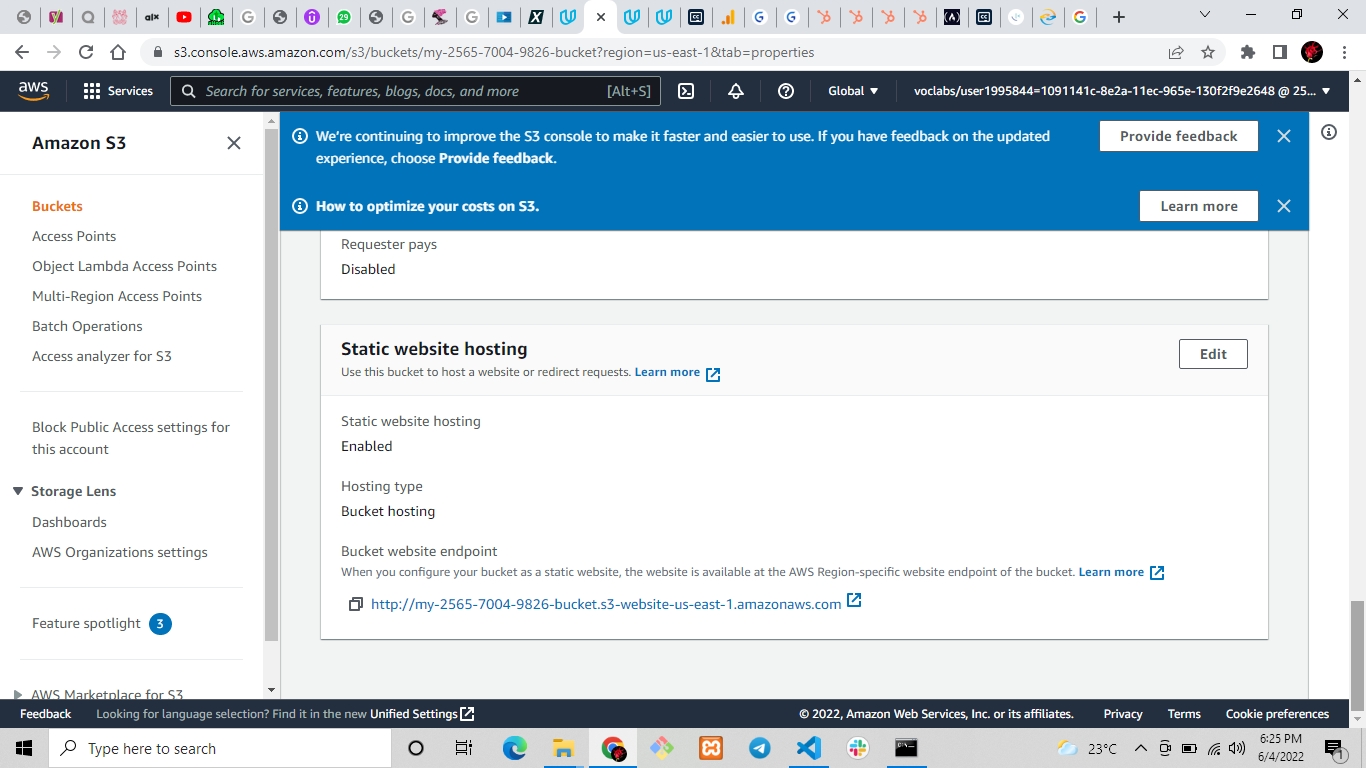 alx
29
s3.console.aws.amazon.com/s3/buckets/my-2565-7004-9826-bucket?region=us-east-1&tab=properties
aws
Services
Search for services, features, blogs, docs, and more
[Alt+S]
Global
voclabs/user1995844=1091141c-8e2a-11ec-965e-130f2f9e2648 @ 25...
Amazon S3
Buckets
Access Points
Object Lambda Access Points
Multi-Region Access Points
Batch Operations
Access analyzer for S3
Block Public Access settings for
this account
Storage Lens
Dashboards
AWS Organizations settings
Feature spotlight 3
AWS Marketplace for S3
We're continuing to improve the S3 console to make it faster and easier to use. If you have feedback on the updated
experience, choose Provide feedback.
Provide feedback
How to optimize your costs on S3.
Learn more
Requester pays
Disabled
Static website hosting
Use this bucket to host a website or redirect requests. Learn more
Edit
Static website hosting
Enabled
Hosting type
Bucket hosting
Bucket website endpoint
When you configure your bucket as a static website, the website is available at the AWS Region-specific website endpoint of the bucket. Learn more
http://my-2565-7004-9826-bucket.s3-website-us-east-1.amazonaws.com
Feedback
Looking for language selection? Find it in the new Unified Settings
© 2022, Amazon Web Services, Inc. or its affiliates.
Privacy
Terms
Cookie preferences
Type here to search
23°C
6:25 PM
6/4/2022
1